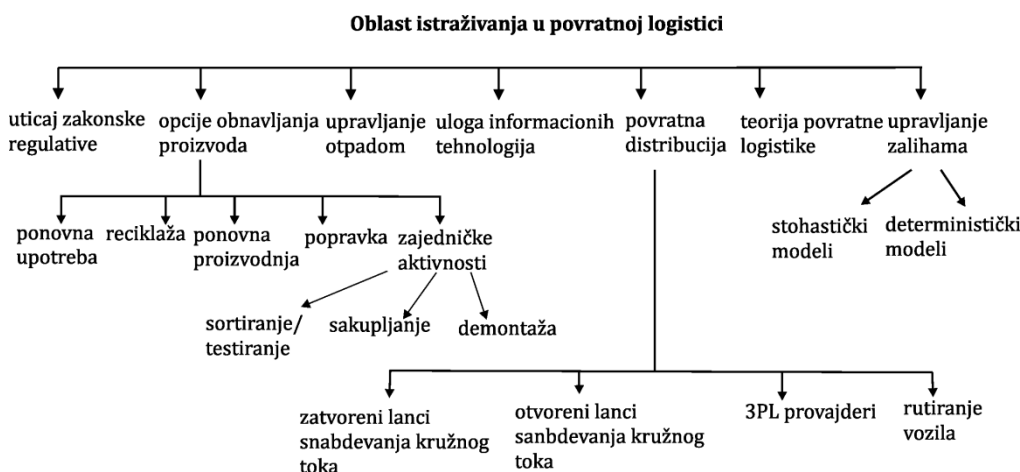 Oblast istraživanja u povratnoj logistici
uticaj zakonske
regulative
opcije obnavljanja
proizvoda
upravljanje
otpadom
uloga informacionih
tehnologija
povratna
distribucija
teorija povratne
logistike
upravljanje
zalihama
ponovna
upotreba
reciklaža
ponovna
proizvodnja
popravka
zajedničke
aktivnosti
stohastički
modeli
deterministički
modeli
sortiranje/
testiranje
sakupljanje
demontaža
zatvoreni lanci
snabdevanja kružnog
toka
otvoreni lanci
sanbdevanja kružnog
toka
3PL provajderi
rutiranje
vozila